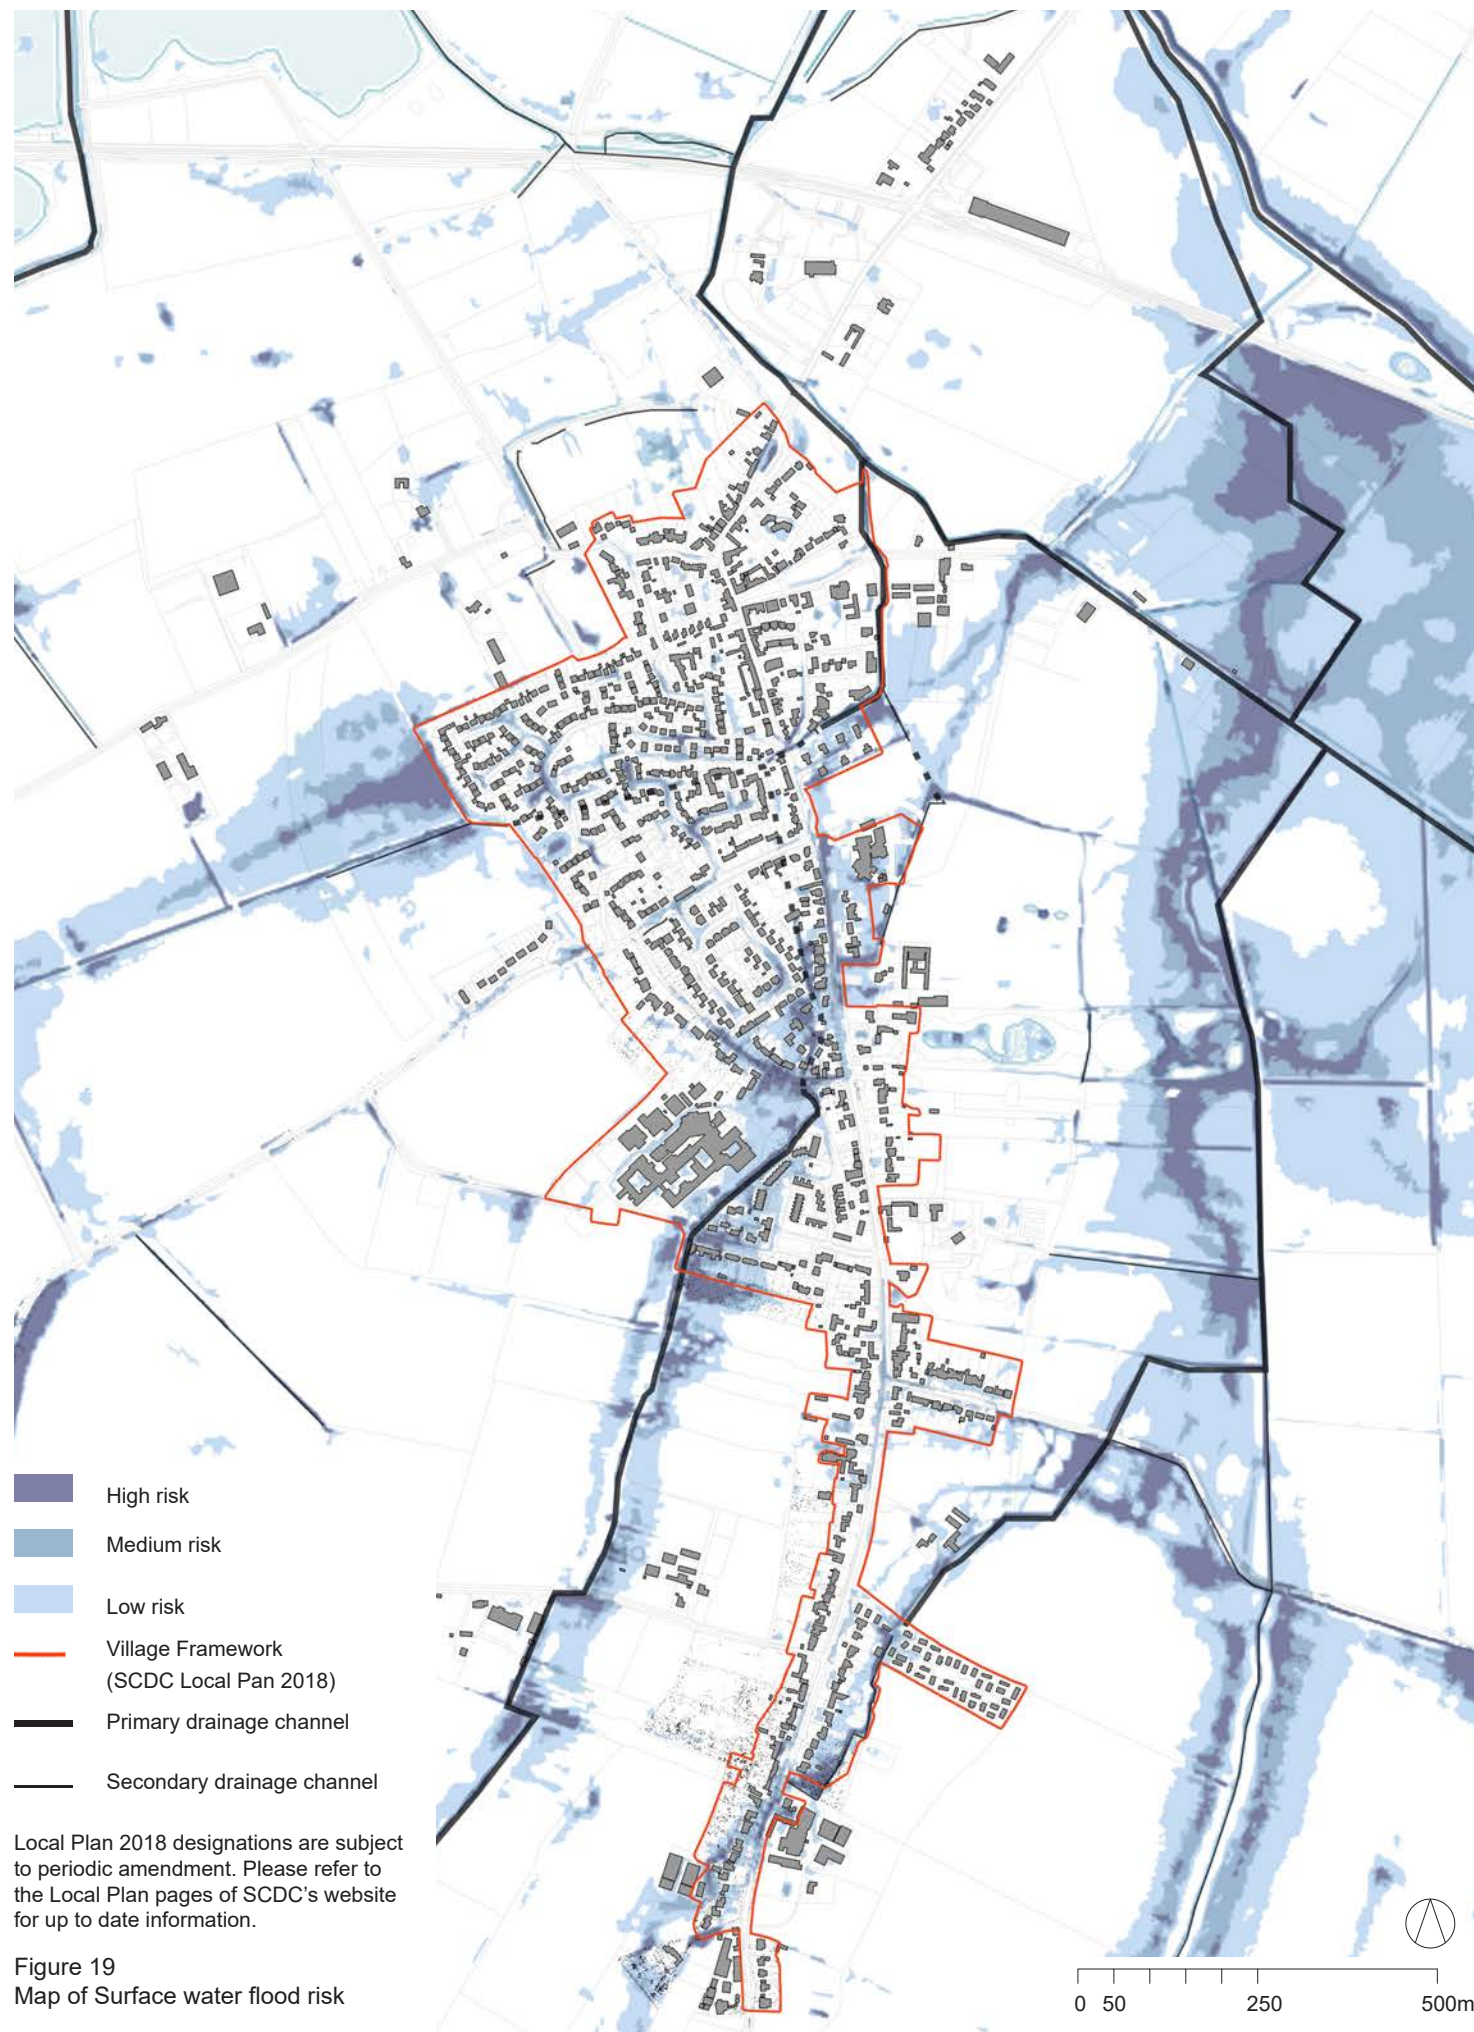 High risk
Medium risk
Low risk
Village Framework
(SCDC Local Pan 2018)
Primary drainage channel
Secondary drainage channel
Local Plan 2018 designations are subject
to periodic amendment. Please refer to
the Local Plan pages of SCDC's website
for up to date information.
Figure 19
Map of Surface water flood risk
0 50 250 500m